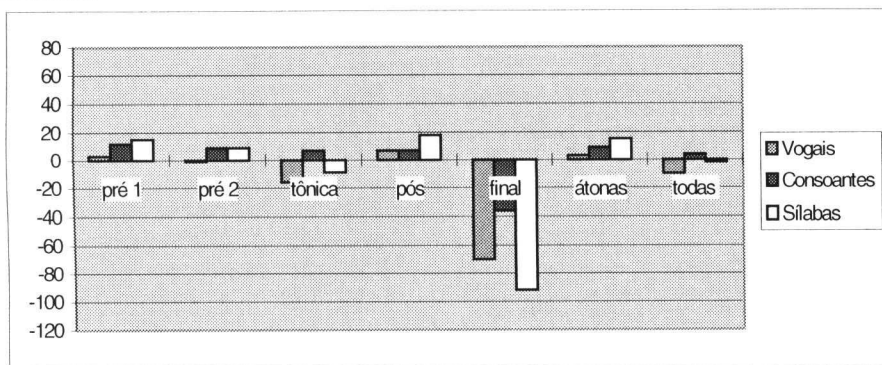 80
60
40
20
0
-20
-40
-60
-80
-100
-120
pré 1 pré 2 tônica pós final átonas todas
Vogais
Consoantes
Sílabas